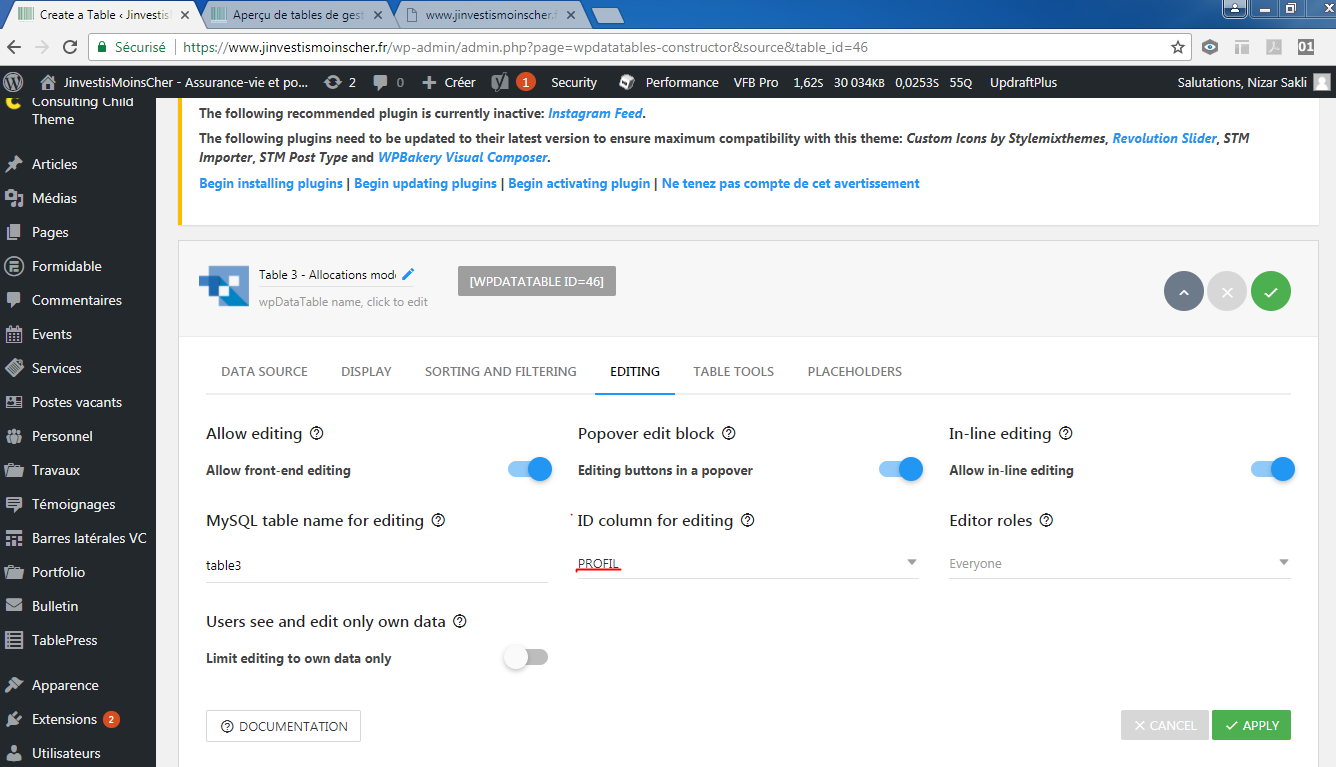 Create a Table ‹ Jinvestis
Aperçu de tables de gest
www.jinvestismoinscher.f
Sécurisé
https://www.jinvestismoinscher.fr/wp-admin/admin.php?page=wpdatatables-constructor&source&table_id=46
01
JinvestisMoinsCher - Assurance-vie et po... 2 0 Créer 1 Security Performance VFB Pro 1,62S 30 034KB 0,0253S 55Q UpdraftPlus Salutations, Nizar Sakli
Consulting Child
Theme
Articles
Médias
Pages
Formidable
Commentaires
Events
Services
Postes vacants
Personnel
Travaux
Témoignages
Barres latérales VC
Portfolio
Bulletin
TablePress
Apparence
Extensions 2
Utilisateurs
The following recommended plugin is currently inactive: Instagram Feed.
The following plugins need to be updated to their latest version to ensure maximum compatibility with this theme: Custom Icons by Stylemixthemes, Revolution Slider, STM
Importer, STM Post Type and WPBakery Visual Composer.
Begin installing plugins | Begin updating plugins | Begin activating plugin | Ne tenez pas compte de cet avertissement
Table 3 - Allocations mod
wpDataTable name, click to edit
[WPDATATABLE ID=46]
DATA SOURCE DISPLAY SORTING AND FILTERING EDITING TABLE TOOLS PLACEHOLDERS
Allow editing
Allow front-end editing
Popover edit block
Editing buttons in a popover
In-line editing
Allow in-line editing
MySQL table name for editing
table3
ID column for editing
PROFIL
Editor roles
Everyone
Users see and edit only own data
Limit editing to own data only
DOCUMENTATION
CANCEL
APPLY